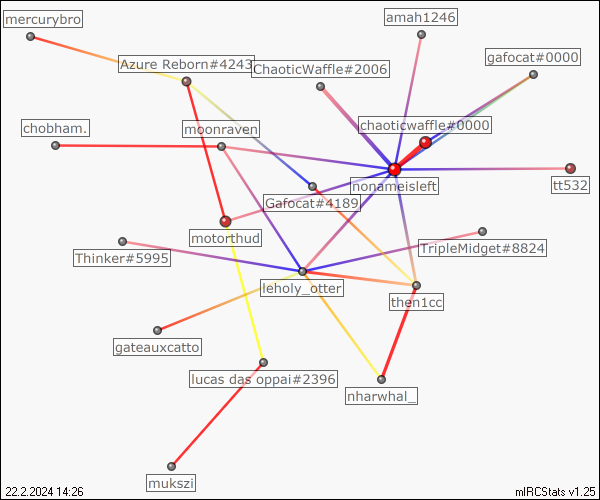 mercurybro
amah1246
gafocat#0000
Azure Reborn#4243
ChaoticWaffle#2006
chobham.
moonraven
chaoticwaffle#0000
nonameisleft
tt532
Gafocat#4189
motorthud
TripleMidget#8824
Thinker#5995
leholy_otter
then1cc
gateauxcatto
lucas das oppai#2396
nharwhal_
mukszi
22.2.2024 14:26
mIRCStats v1.25